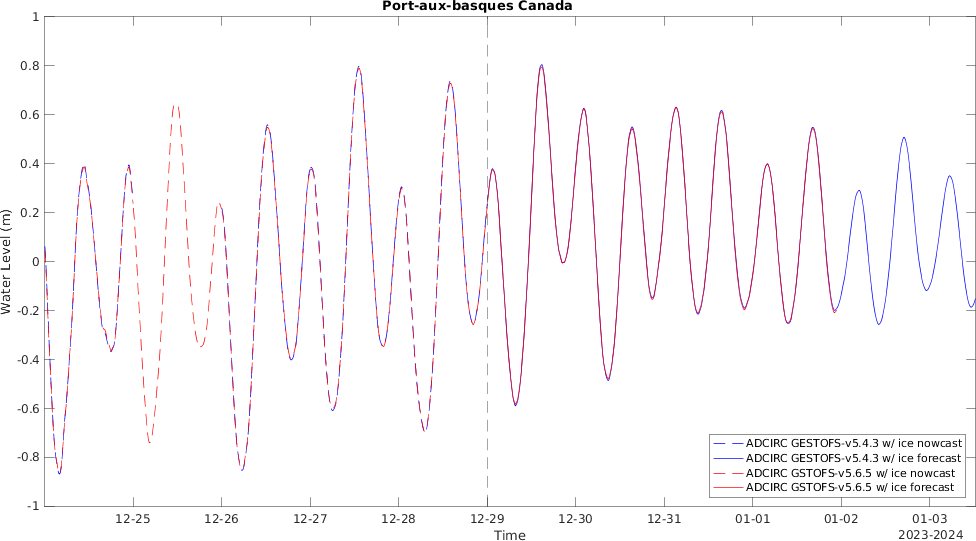 Port-aux-basques Canada
1
0.8
0.6
0.4
0.2
0
-0.2
-0.4
-0.6
-0.8
-1
Water Level (m)
12-25 12-26 12-27 12-28 12-29 12-30 12-31 01-01 01-02 01-03
Time
2023-2024
ADCIRC GESTOFS-v5.4.3 w/ ice nowcast
ADCIRC GESTOFS-v5.4.3 w/ ice forecast
ADCIRC GSTOFS-v5.6.5 w/ ice nowcast
ADCIRC GSTOFS-v5.6.5 w/ ice forecast